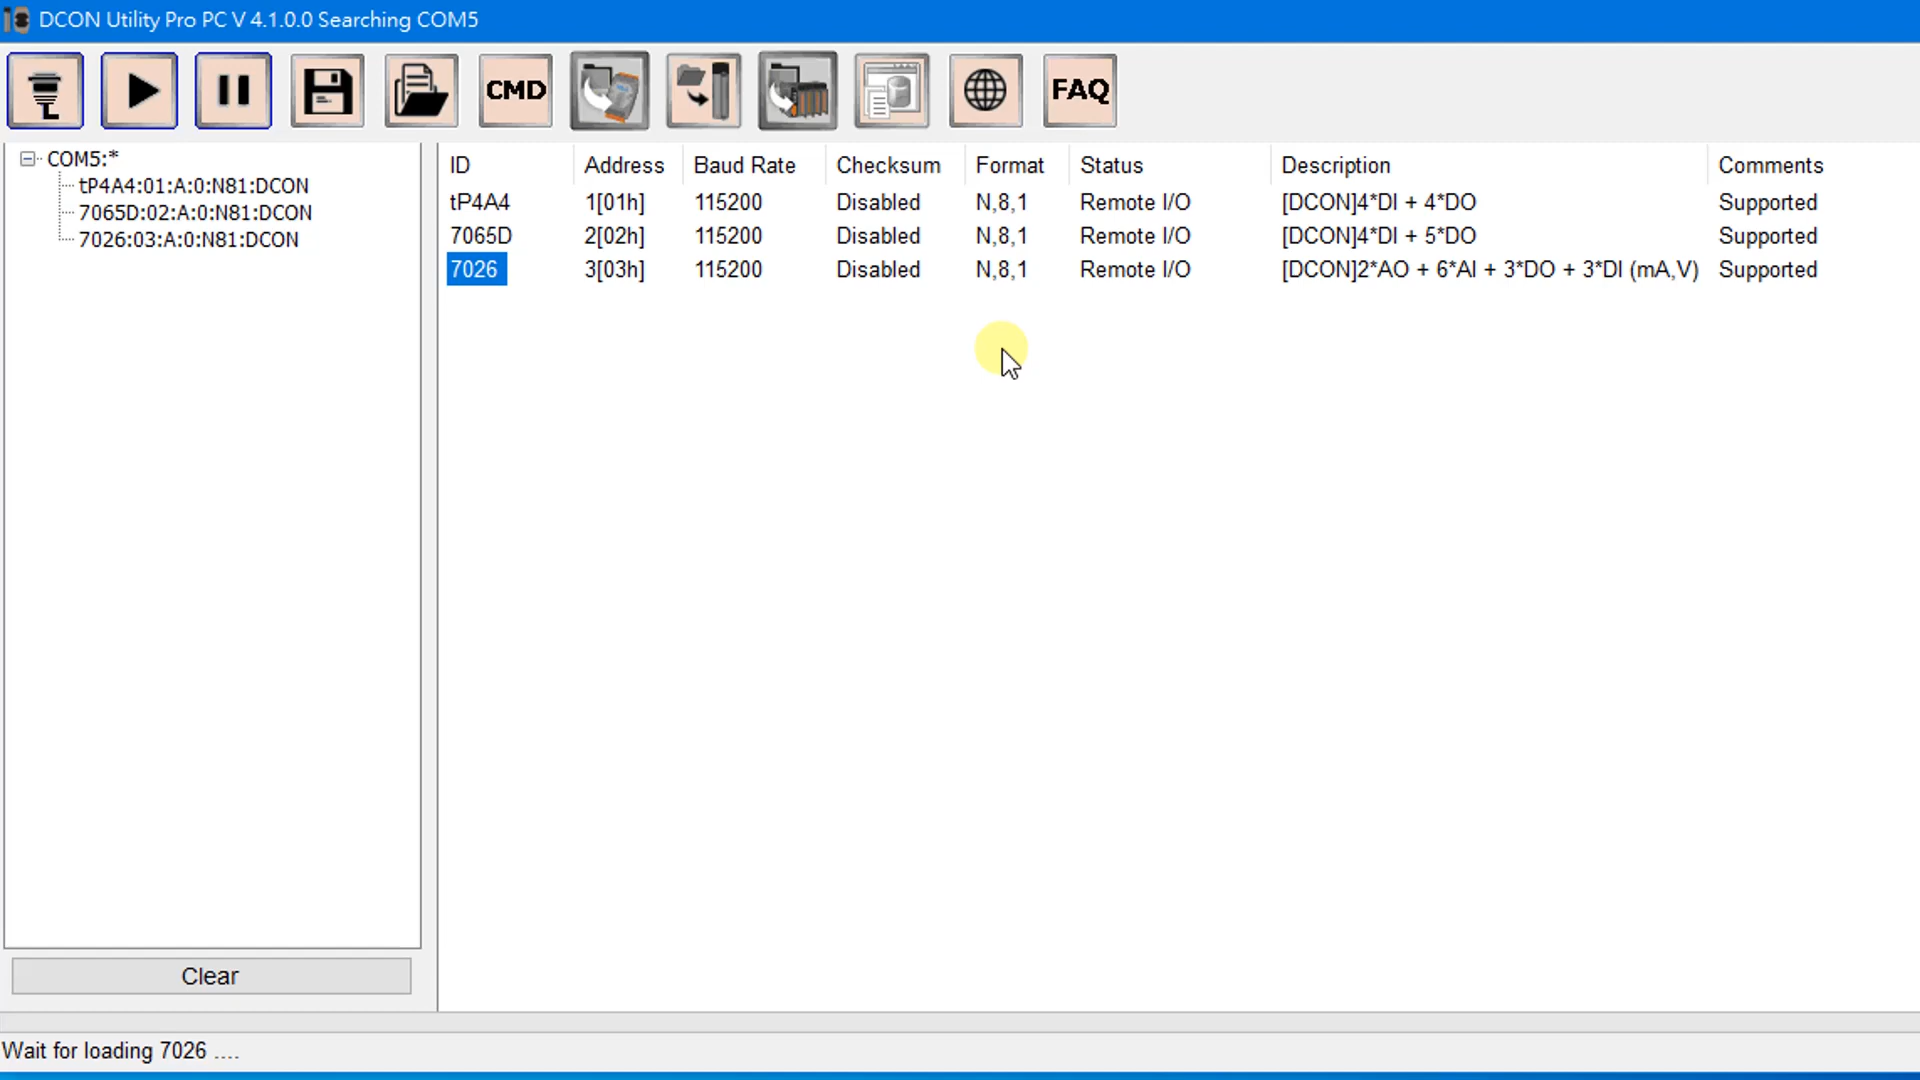 DCON Utility Pro PC V 4.1.0.0 Searching COM5
CMD
FAQ
COM5:*
tP4A4:01:A:0:N81:DCON
7065D:02:A:0:N81:DCON
7026:03:A:0:N81:DCON
ID Address Baud Rate Checksum Format Status Description Comments
tP4A4 1[01h] 115200 Disabled N,8,1 Remote I/O [DCON]4*DI + 4*DO Supported
7065D 2[02h] 115200 Disabled N,8,1 Remote I/O [DCON]4*DI + 5*DO Supported
7026 3[03h] 115200 Disabled N,8,1 Remote I/O [DCON]2*AO + 6*AI + 3*DO + 3*DI (mA,V) Supported
Clear
Wait for loading 7026 ....